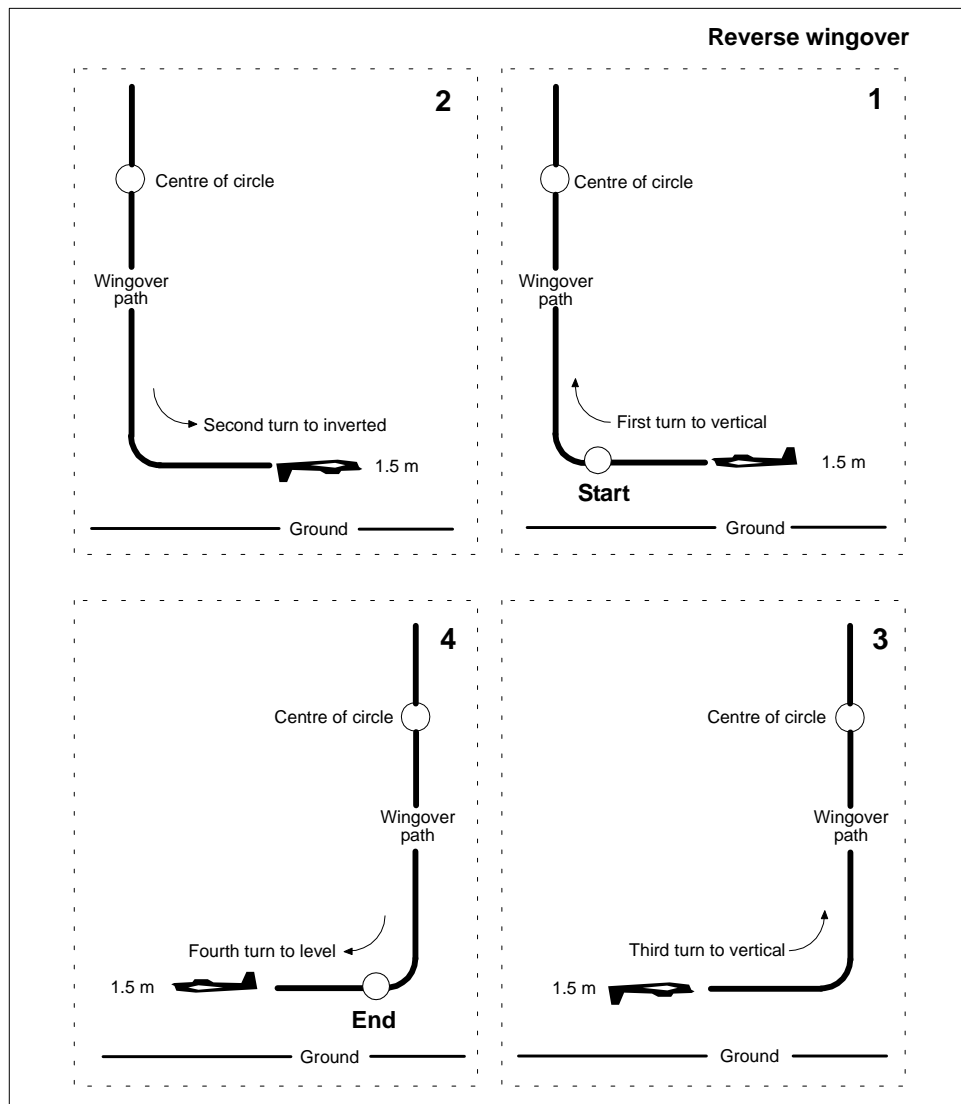 Reverse wingover
2
Centre of circle
Wingover
path
Second turn to inverted
1.5 m
Ground
1
Centre of circle
Wingover
path
First turn to vertical
1.5 m
Start
Ground
4
Centre of circle
Wingover
path
Fourth turn to level
1.5 m
End
Ground
3
Centre of circle
Wingover
path
Third turn to vertical
1.5 m
Ground